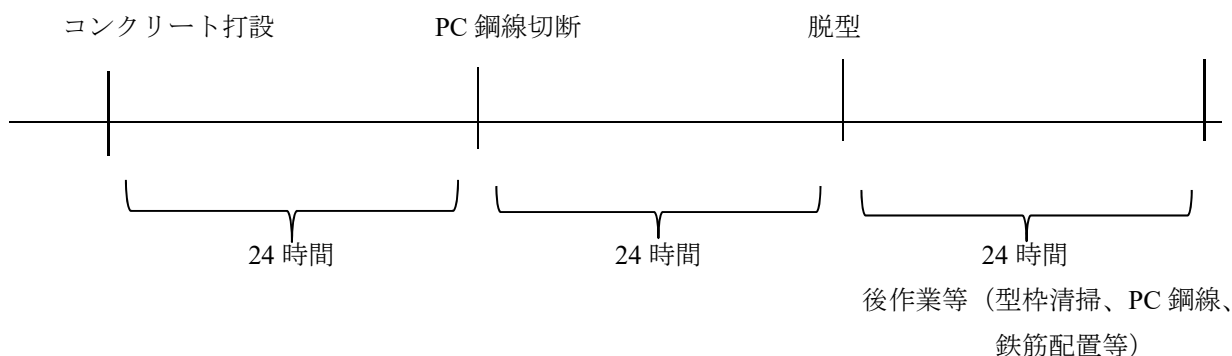 コンクリート打設 PC 鋼線切断 脱型
24 時間 24 時間 24 時間
後作業等（型枠清掃、PC 鋼線、
鉄筋配置等）